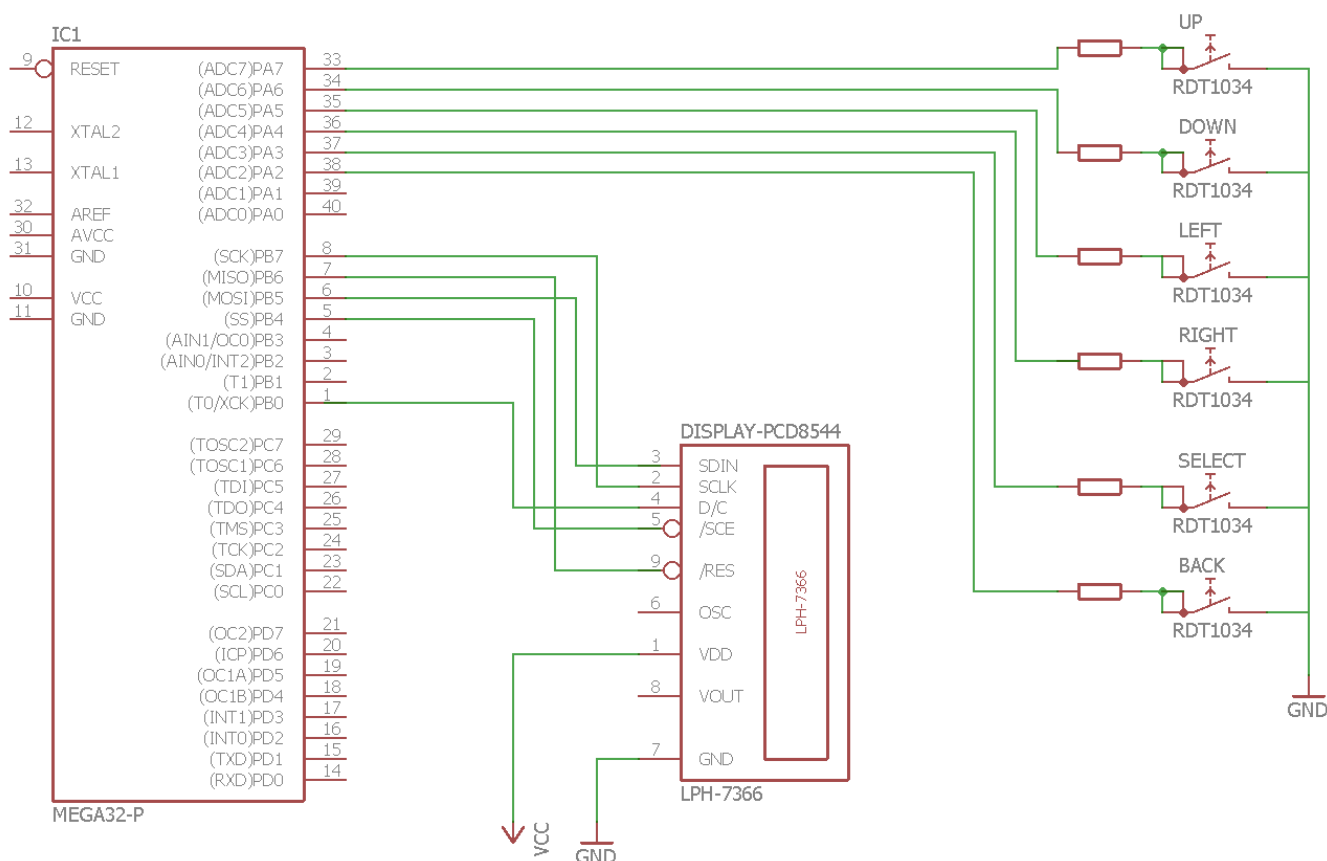 IC1
9
RESET
12
XTAL2
13
XTAL1
32
AREF
30
AVCC
31
GND
10
VCC
11
GND
(ADC7)PA7 33
(ADC6)PA6 34
(ADC5)PA5 35
(ADC4)PA4 36
(ADC3)PA3 37
(ADC2)PA2 38
(ADC1)PA1 39
(ADC0)PA0 40
(SCK)PB7 8
(MISO)PB6 7
(MOSI)PB5 6
(SS)PB4 5
(AIN1/OC0)PB3 4
(AIN0/INT2)PB2 3
(T1)PB1 2
(T0/XCK)PB0 1
(TOSC2)PC7 29
(TOSC1)PC6 28
(TDI)PC5 27
(TDO)PC4 26
(TMS)PC3 25
(TCK)PC2 24
(SDA)PC1 23
(SCL)PC0 22
(OC2)PD7 21
(ICP)PD6 20
(OC1A)PD5 19
(OC1B)PD4 18
(INT1)PD3 17
(INT0)PD2 16
(TXD)PD1 15
(RXD)PD0 14
MEGA32-P
DISPLAY-PCD8544
3 SDIN
2 SCLK
4 D/C
5 /SCE
9 /RES
6 OSC
1 VDD
8 VOUT
7 GND
LPH-7366
LPH-7366
VCC
GND
UP
RDT1034
DOWN
RDT1034
LEFT
RDT1034
RIGHT
RDT1034
SELECT
RDT1034
BACK
RDT1034
GND